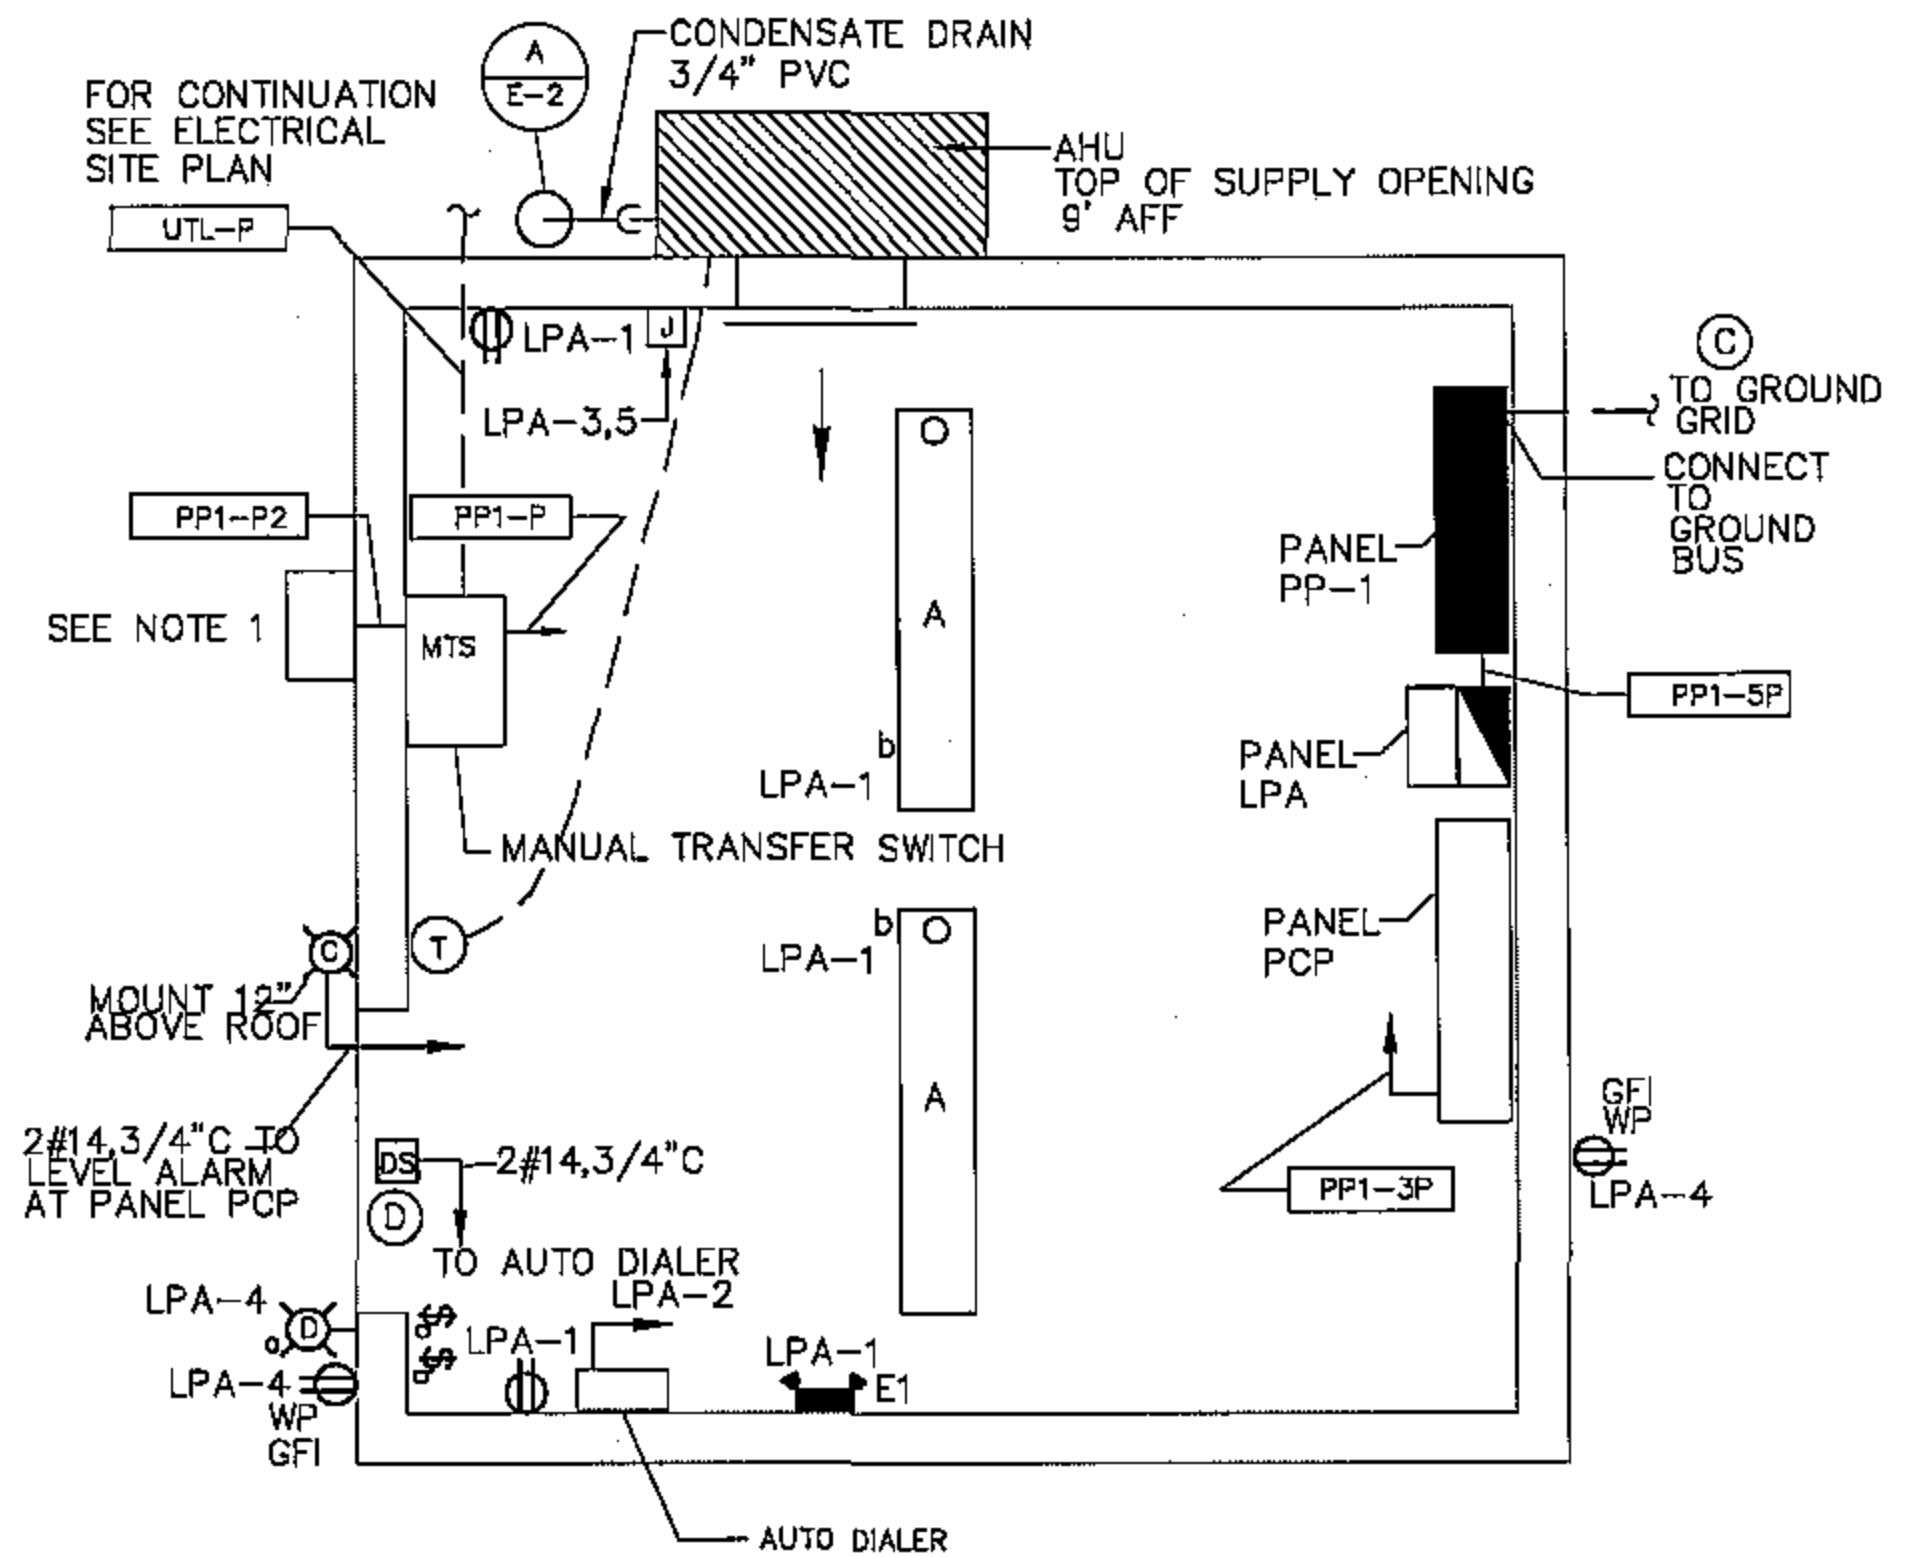 A
E-2
CONDENSATE DRAIN
3/4" PVC
FOR CONTINUATION
SEE ELECTRICAL
SITE PLAN
AHU
TOP OF SUPPLY OPENING
9' AFF
UTL-P
LPA-1
J
C
TO GROUND
GRID
LPA-3,5
CONNECT
TO
GROUND
BUS
PP1-P2
PP1-P
PANEL
PP-1
A
SEE NOTE 1
MTS
PP1-5P
b
LPA-1
PANEL
LPA
MANUAL TRANSFER SWITCH
b
LPA-1
PANEL
PCP
C
T
MOUNT 12"
ABOVE ROOF
A
GFI
WP
LPA-4
2#14,3/4"C TO
LEVEL ALARM
AT PANEL PCP
DS
2#14,3/4"C
D
PP1-3P
TO AUTO DIALER
LPA-2
LPA-4
D
a
$a
$b
LPA-1
LPA-1
E1
LPA-4
WP
GFI
AUTO DIALER